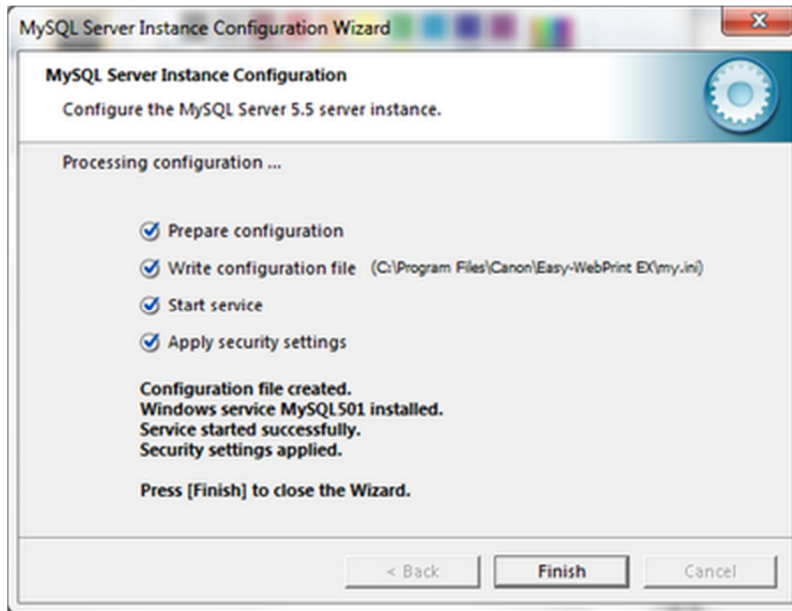 MySQL Server Instance Configuration Wizard
MySQL Server Instance Configuration
Configure the MySQL Server 5.5 server instance.
Processing configuration ...
Prepare configuration
Write configuration file (C:\Program Files\Canon\Easy-WebPrint EX\my.ini)
Start service
Apply security settings
Configuration file created.
Windows service MySQL501 installed.
Service started successfully.
Security settings applied.
Press [Finish] to close the Wizard.
< Back Finish Cancel